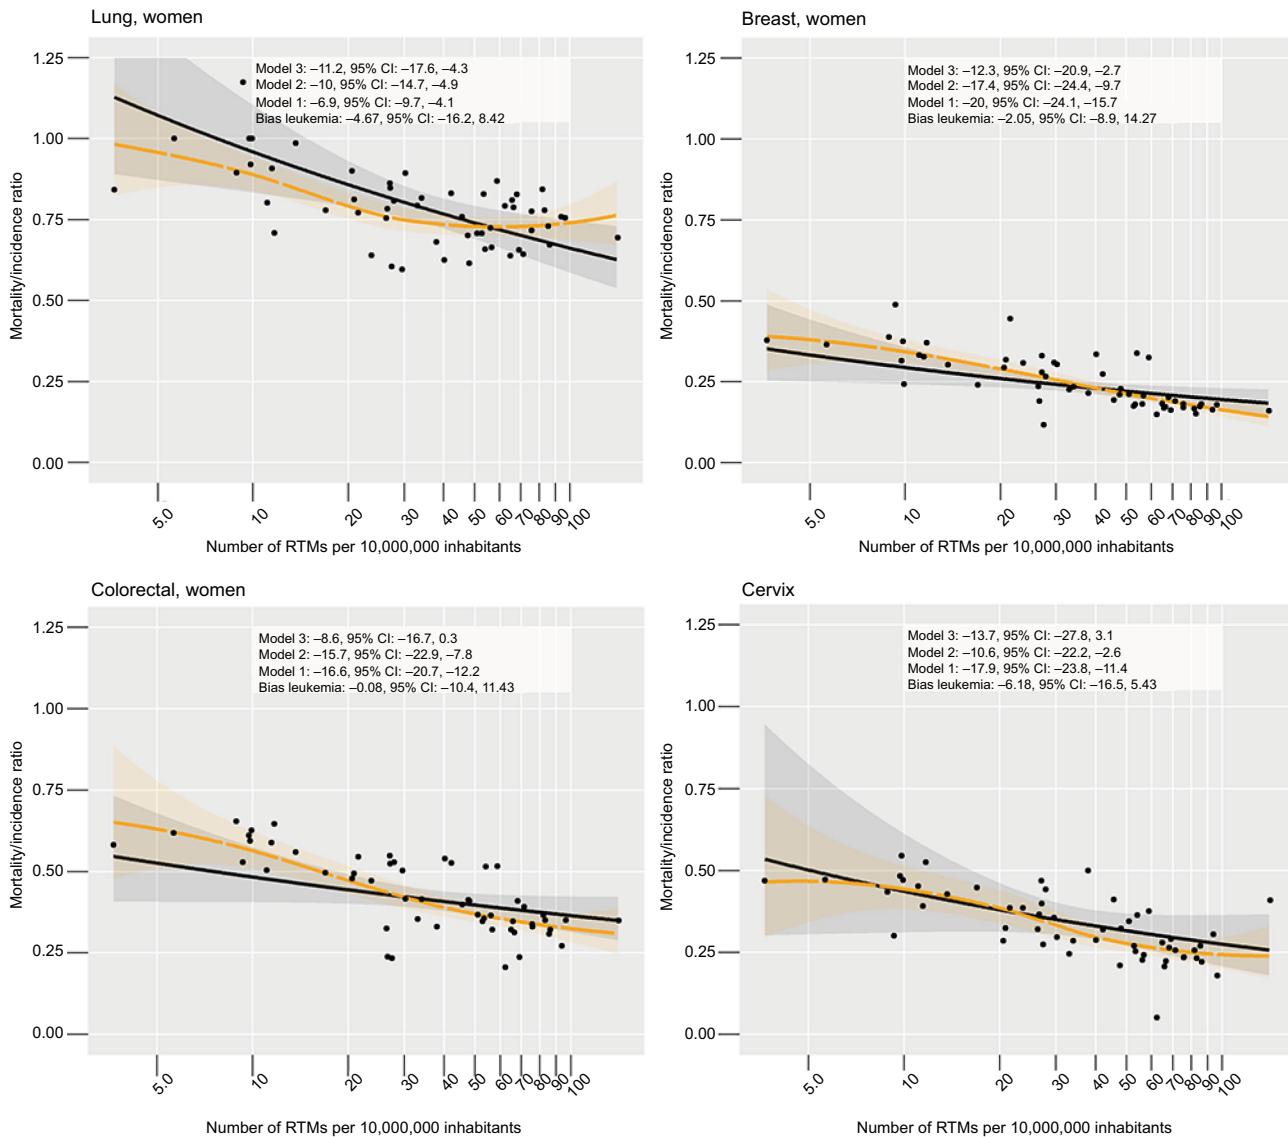 Lung, women
1.25
1.00
0.75
0.50
0.25
0.00
Mortality/incidence ratio
Model 3: –11.2, 95% CI: –17.6, –4.3
Model 2: –10, 95% CI: –14.7, –4.9
Model 1: –6.9, 95% CI: –9.7, –4.1
Bias leukemia: –4.67, 95% CI: –16.2, 8.42
5.0
10
20
30
40
50
60
70
80
90
100
Number of RTMs per 10,000,000 inhabitants
Breast, women
1.25
1.00
0.75
0.50
0.25
0.00
Mortality/incidence ratio
Model 3: –12.3, 95% CI: –20.9, –2.7
Model 2: –17.4, 95% CI: –24.4, –9.7
Model 1: –20, 95% CI: –24.1, –15.7
Bias leukemia: –2.05, 95% CI: –8.9, 14.27
5.0
10
20
30
40
50
60
70
80
90
100
Number of RTMs per 10,000,000 inhabitants
Colorectal, women
1.25
1.00
0.75
0.50
0.25
0.00
Mortality/incidence ratio
Model 3: –8.6, 95% CI: –16.7, 0.3
Model 2: –15.7, 95% CI: –22.9, –7.8
Model 1: –16.6, 95% CI: –20.7, –12.2
Bias leukemia: –0.08, 95% CI: –10.4, 11.43
5.0
10
20
30
40
50
60
70
80
90
100
Number of RTMs per 10,000,000 inhabitants
Cervix
1.25
1.00
0.75
0.50
0.25
0.00
Mortality/incidence ratio
Model 3: –13.7, 95% CI: –27.8, 3.1
Model 2: –10.6, 95% CI: –22.2, –2.6
Model 1: –17.9, 95% CI: –23.8, –11.4
Bias leukemia: –6.18, 95% CI: –16.5, 5.43
5.0
10
20
30
40
50
60
70
80
90
100
Number of RTMs per 10,000,000 inhabitants